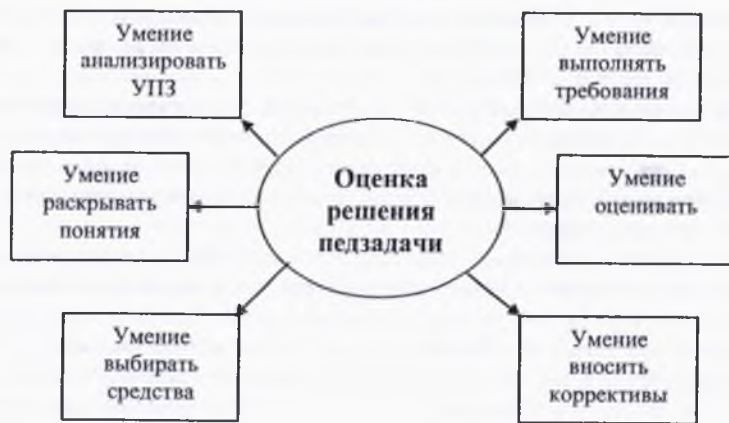 Умение
анализировать
УПЗ
Умение
выполнять
требования
Умение
раскрывать
понятия
Оценка
решения
педзадачи
Умение
оценивать
Умение
выбирать
средства
Умение
вносить
коррективы